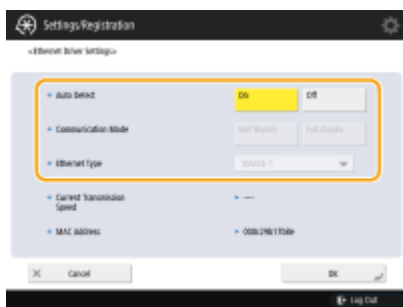 Settings/Registration
<Ethernet Driver Settings>
Auto Detect
On
Off
Communication Mode
Half Duplex
Full Duplex
Ethernet Type
10BASE-T
Current Transmission
Speed
----
MAC Address
Cancel
OK
Log Out